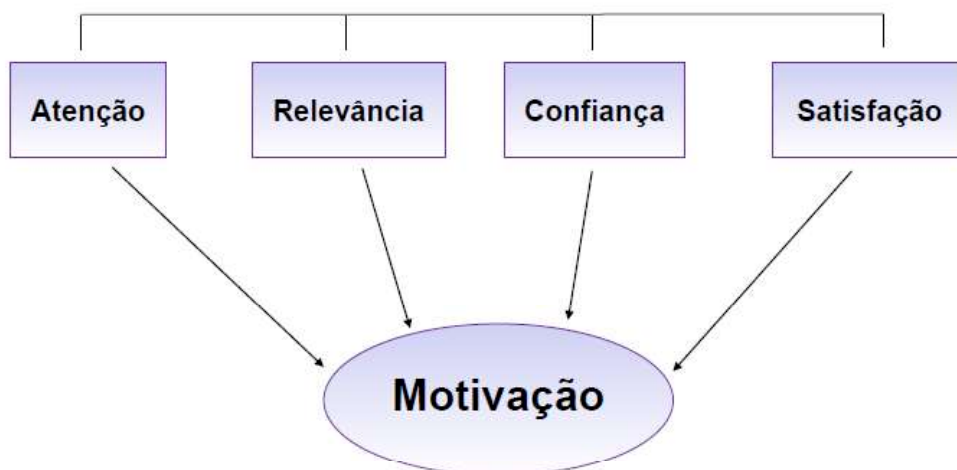 Atenção
Relevância
Confiança
Satisfação
Motivação